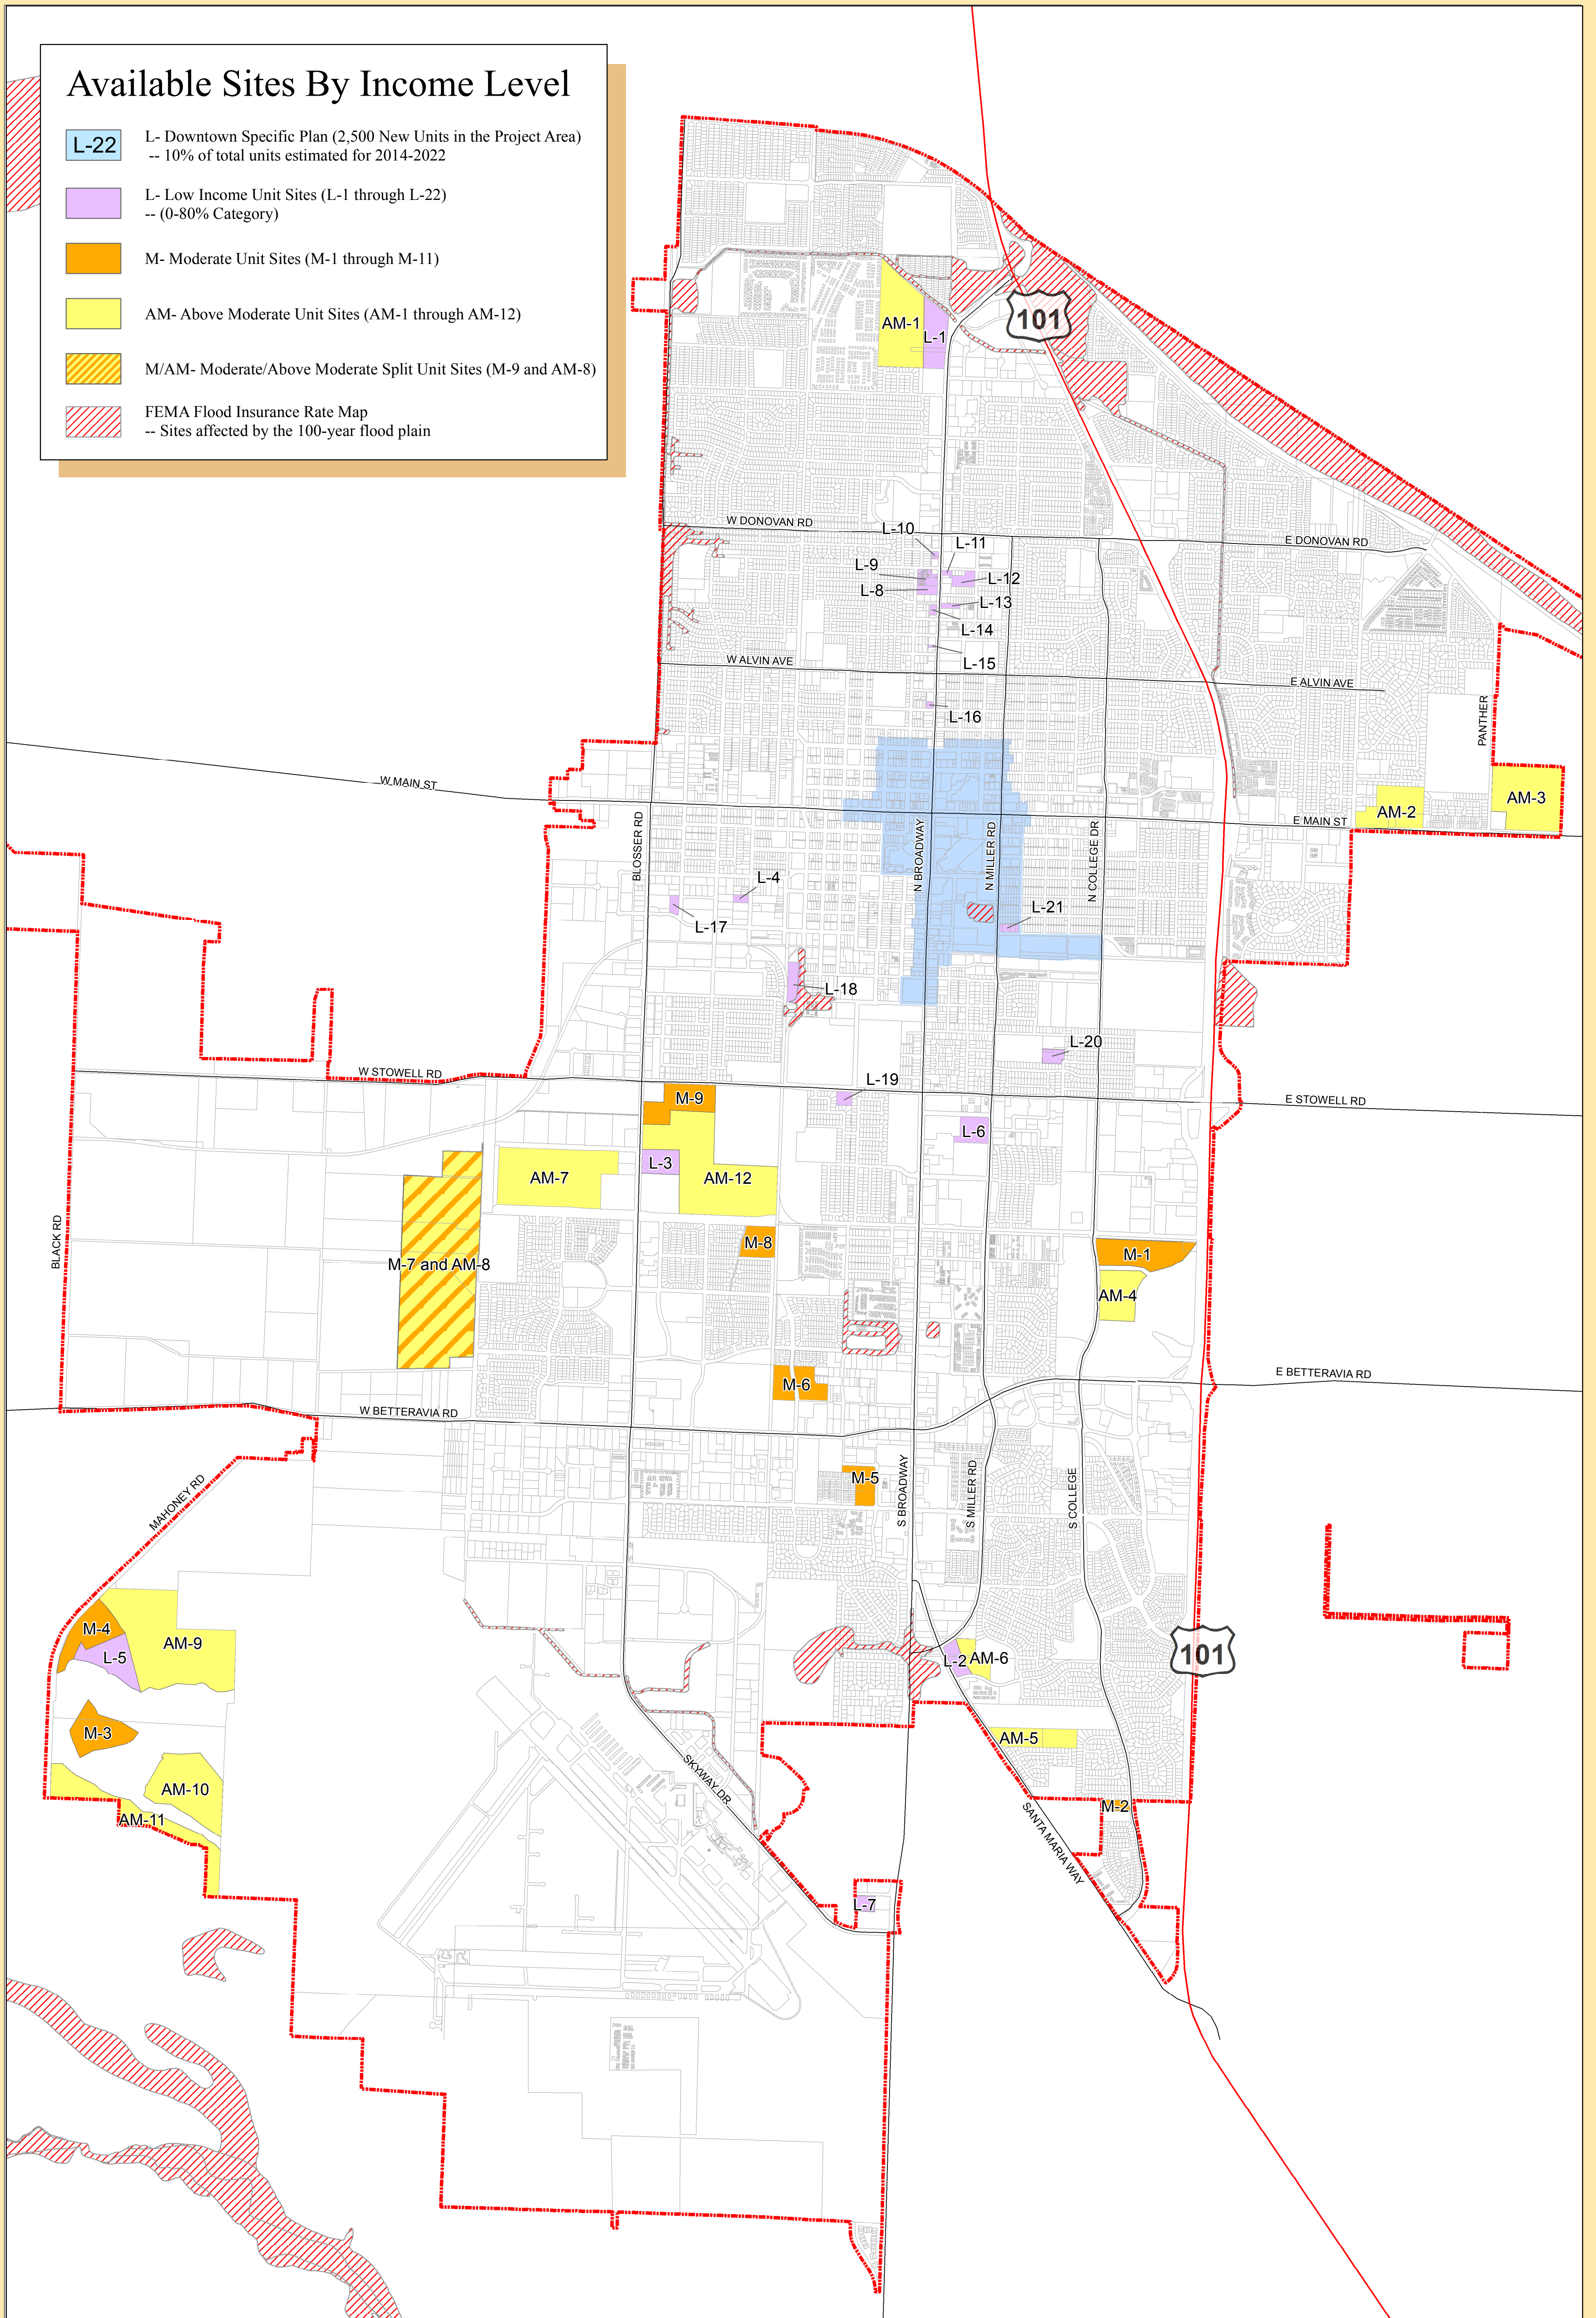 Available Sites By Income Level
L-22
L- Downtown Specific Plan (2,500 New Units in the Project Area)
-- 10% of total units estimated for 2014-2022
L- Low Income Unit Sites (L-1 through L-22)
-- (0-80% Category)
M- Moderate Unit Sites (M-1 through M-11)
AM- Above Moderate Unit Sites (AM-1 through AM-12)
M/AM- Moderate/Above Moderate Split Unit Sites (M-9 and AM-8)
FEMA Flood Insurance Rate Map
-- Sites affected by the 100-year flood plain
101
AM-1
L-1
W DONOVAN RD
L-10
L-11
E DONOVAN RD
L-9
L-12
L-8
L-13
L-14
W ALVIN AVE
L-15
E ALVIN AVE
L-16
PANTHER
W MAIN ST
AM-3
AM-2
E MAIN ST
BLOSSER RD
N BROADWAY
N MILLER RD
N COLLEGE DR
L-4
L-17
L-21
L-18
L-20
W STOWELL RD
L-19
M-9
E STOWELL RD
L-6
L-3
AM-7
AM-12
BLACK RD
M-8
M-1
M-7 and AM-8
AM-4
E BETTERAVIA RD
M-6
W BETTERAVIA RD
M-5
S BROADWAY
S MILLER RD
S COLLEGE
MAHONEY RD
M-4
AM-9
L-5
101
L-2
AM-6
M-3
AM-5
SKYWAY DR
AM-10
M-2
AM-11
SANTA MARIA WAY
L-7